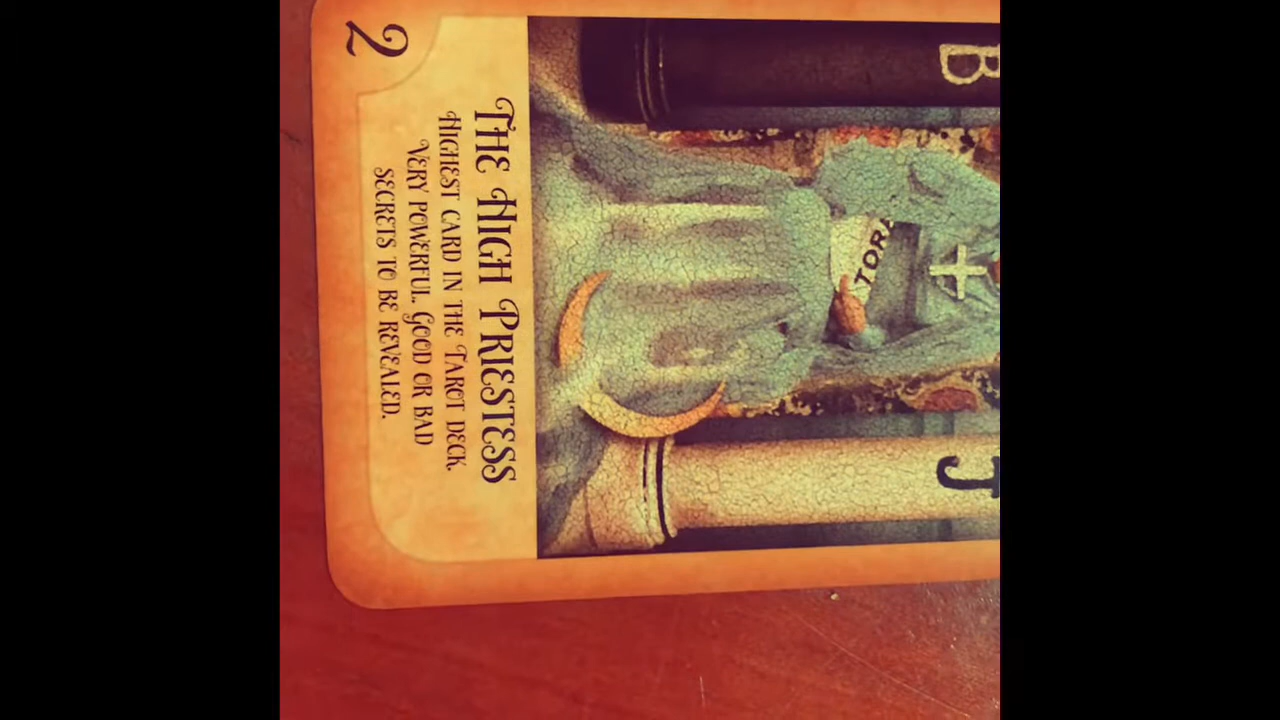 B
J
TORA
THE HIGH PRIESTESS
HIGHEST CARD IN THE TAROT DECK.
VERY POWERFUL. GOOD OR BAD
SECRETS TO BE REVEALED.
2